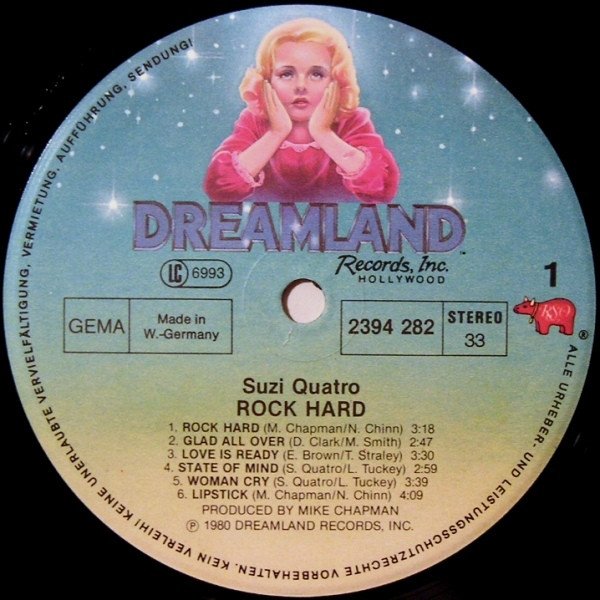 DREAMLAND
™
Records, Inc.
HOLLYWOOD
LC 6993
1
GEMA
Made in
W.-Germany
2394 282
STEREO
33
RSO
®
Suzi Quatro
ROCK HARD
1. ROCK HARD (M. Chapman/N. Chinn) 3:18
2. GLAD ALL OVER (D. Clark/M. Smith) 2:47
3. LOVE IS READY (E. Brown/T. Straley) 3:30
4. STATE OF MIND (S. Quatro/L. Tuckey) 2:59
5. WOMAN CRY (S. Quatro/L. Tuckey) 3:39
6. LIPSTICK (M. Chapman/N. Chinn) 4:09
PRODUCED BY MIKE CHAPMAN
℗ 1980 DREAMLAND RECORDS, INC.
ALLE URHEBER- UND LEISTUNGSSCHUTZRECHTE VORBEHALTEN. KEIN VERLEIH! KEINE UNERLAUBTE VERVIELFÄLTIGUNG, VERMIETUNG, AUFFÜHRUNG, SENDUNG!